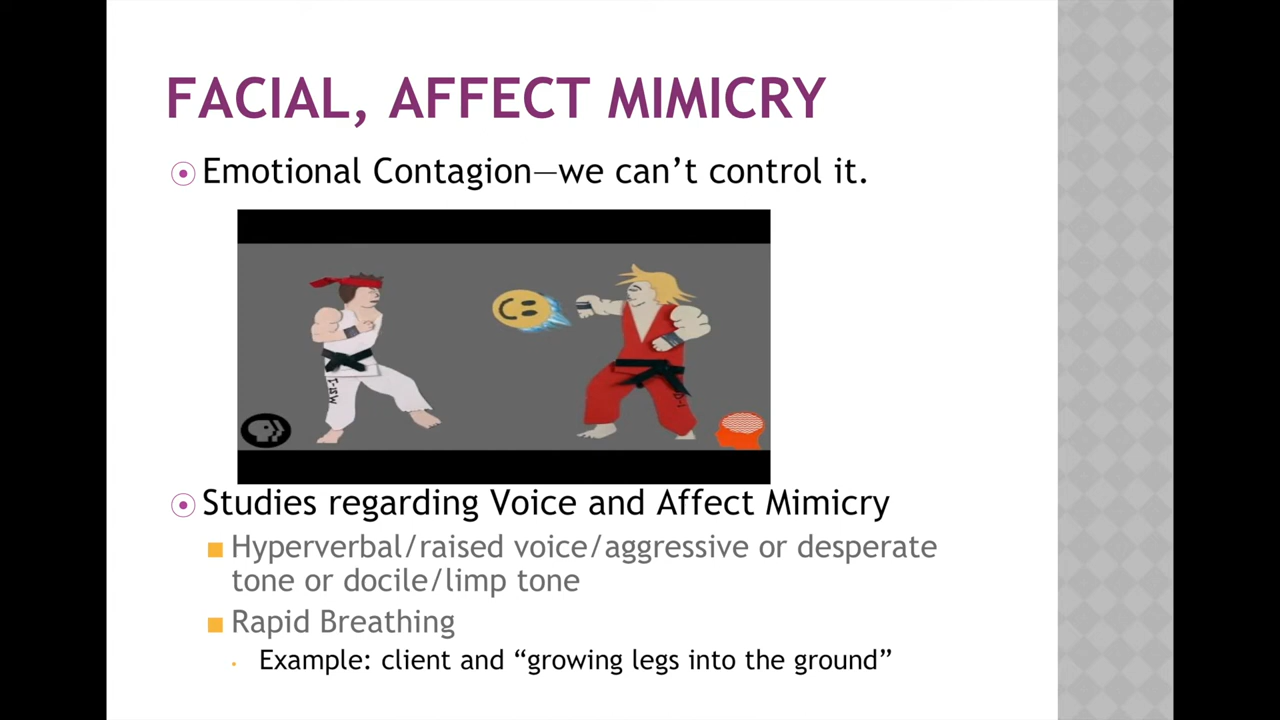 FACIAL, AFFECT MIMICRY
Emotional Contagion—we can’t control it.
Studies regarding Voice and Affect Mimicry
Hyperverbal/raised voice/aggressive or desperate
tone or docile/limp tone
Rapid Breathing
Example: client and “growing legs into the ground”